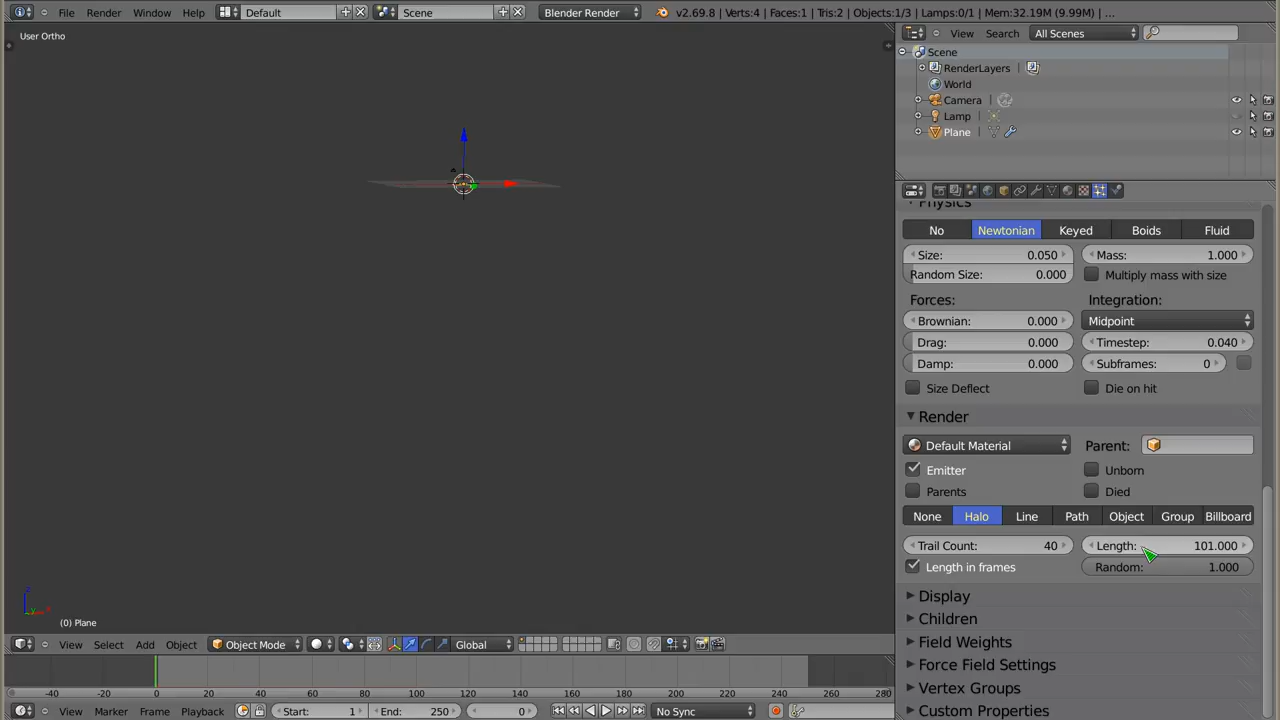 File Render Window Help Default Scene Blender Render v2.69.8 | Verts:4 | Faces:1 | Tris:2 | Objects:1/3 | Lamps:0/1 | Mem:32.19M (9.99M) | ...
User Ortho
View Search All Scenes
Scene
RenderLayers
World
Camera
Lamp
Plane
Physics
No Newtonian Keyed Boids Fluid
Size: 0.050 Mass: 1.000
Random Size: 0.000 Multiply mass with size
Forces: Integration:
Brownian: 0.000 Midpoint
Drag: 0.000 Timestep: 0.040
Damp: 0.000 Subframes: 0
Size Deflect Die on hit
Render
Default Material Parent:
Emitter Unborn
Parents Died
None Halo Line Path Object Group Billboard
Trail Count: 40 Length: 101.000
Length in frames Random: 1.000
Display
Children
Field Weights
Force Field Settings
Vertex Groups
Custom Properties
z
y x
(0) Plane
View Select Add Object Object Mode Global
-40 -20 0 20 40 60 80 100 120 140 160 180 200 220 240 260 280
View Marker Frame Playback Start: 1 End: 250 0 No Sync